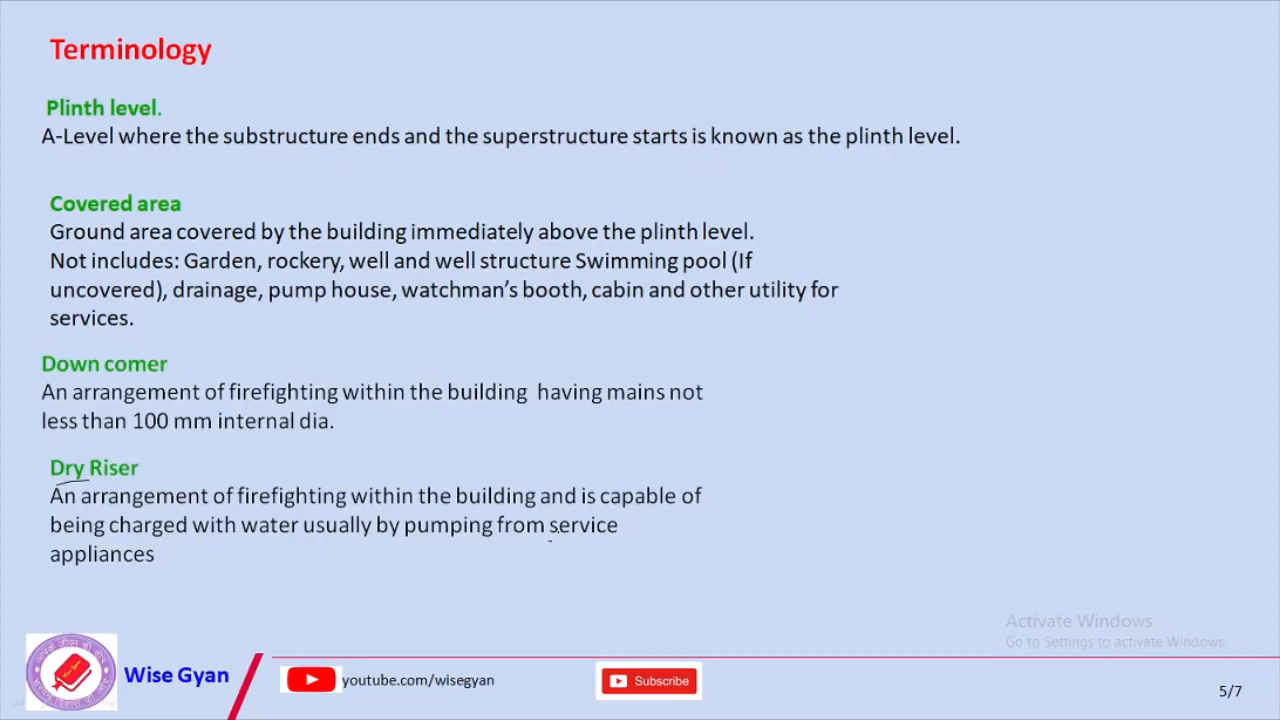 Terminology
Plinth level.
A-Level where the substructure ends and the superstructure starts is known as the plinth level.
Covered area
Ground area covered by the building immediately above the plinth level.
Not includes: Garden, rockery, well and well structure Swimming pool (If
uncovered), drainage, pump house, watchman’s booth, cabin and other utility for
services.
Down comer
An arrangement of firefighting within the building  having mains not
less than 100 mm internal dia.
Dry Riser
An arrangement of firefighting within the building and is capable of
being charged with water usually by pumping from service
appliances
Activate Windows
Go to Settings to activate Windows.
Wise Gyan
youtube.com/wisegyan
Subscribe
5/7